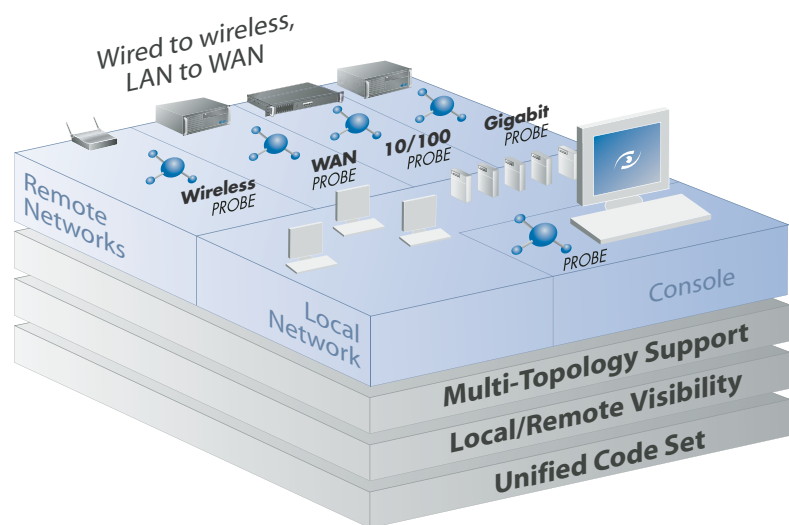 Wired to wireless,
LAN to WAN
Wireless
PROBE
WAN
PROBE
10/100
PROBE
Gigabit
PROBE
PROBE
Remote
Networks
Local
Network
Console
Multi-Topology Support
Local/Remote Visibility
Unified Code Set